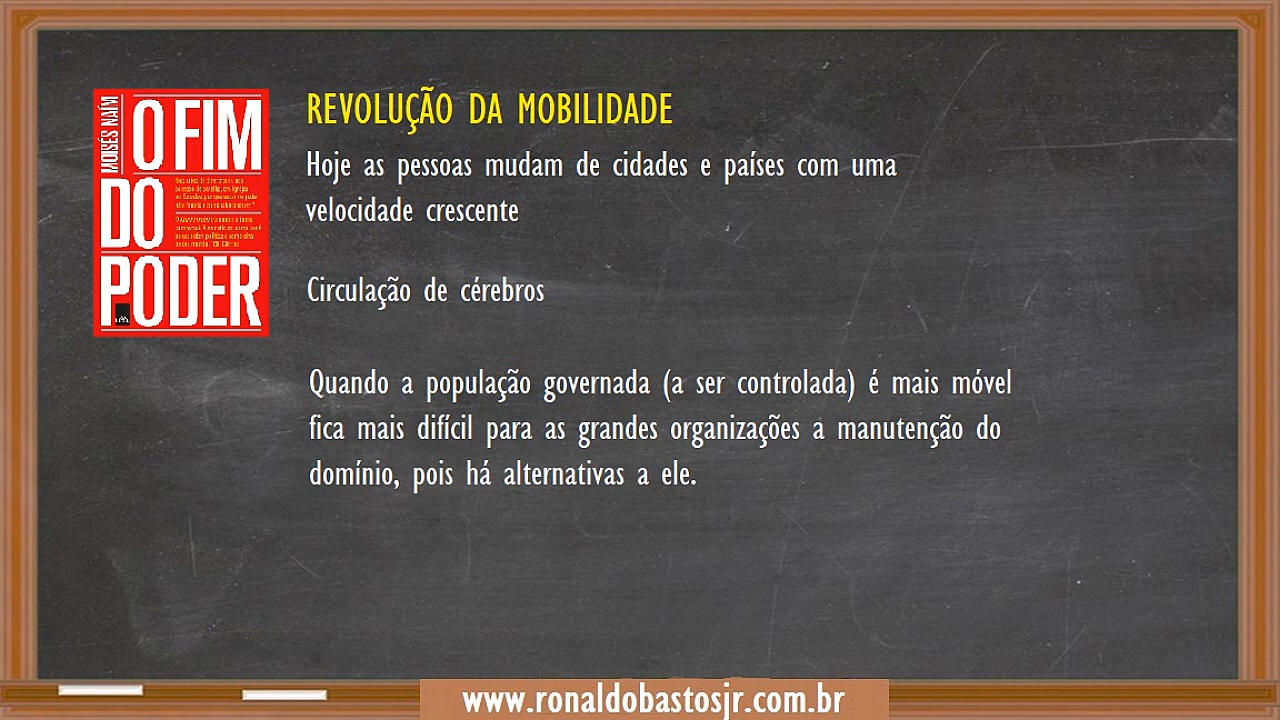 MOISÉS NAÍM
O FIM
DO
PODER
REVOLUÇÃO DA MOBILIDADE
Hoje as pessoas mudam de cidades e países com uma
velocidade crescente
Circulação de cérebros
Quando a população governada (a ser controlada) é mais móvel
fica mais difícil para as grandes organizações a manutenção do
domínio, pois há alternativas a ele.
www.ronaldobastosjr.com.br